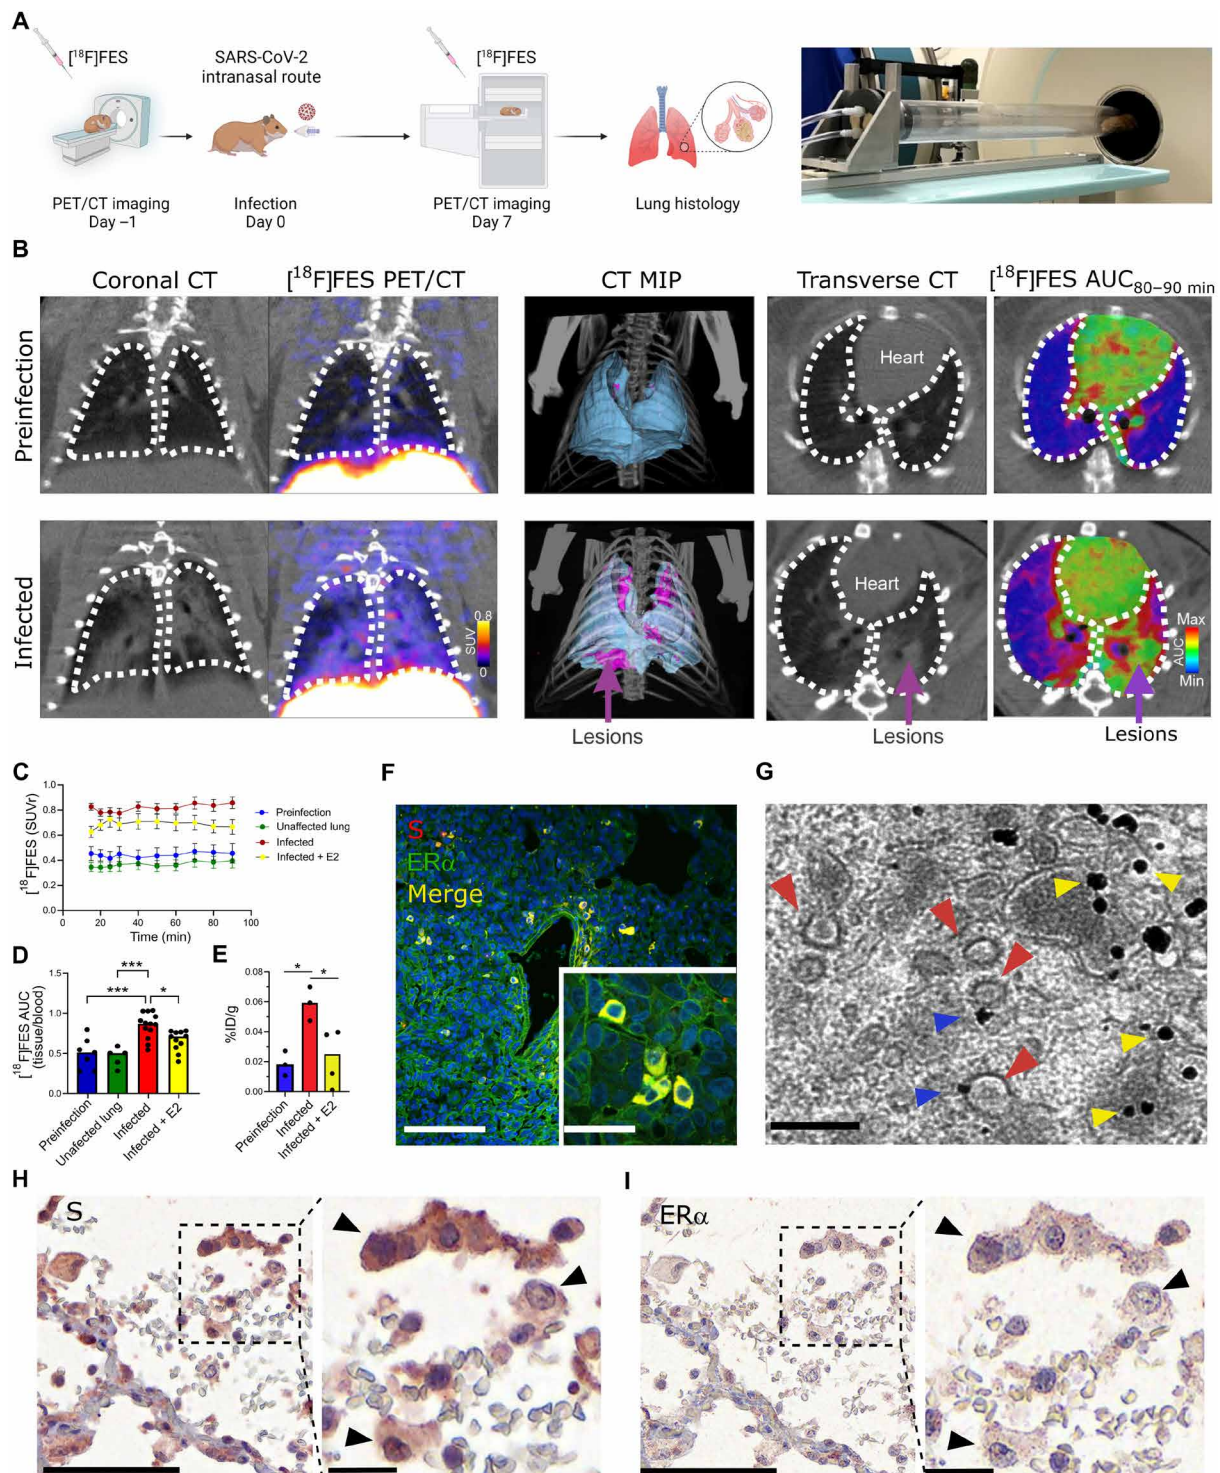 A
[¹⁸F]FES
SARS-CoV-2
intranasal route
[¹⁸F]FES
PET/CT imaging
Day –1
Infection
Day 0
PET/CT imaging
Day 7
Lung histology
B
Coronal CT
[¹⁸F]FES PET/CT
CT MIP
Transverse CT
[¹⁸F]FES AUC80–90 min
Preinfection
Heart
Infected
0.8
SUV
0
Heart
Max
AUC
Min
Lesions
Lesions
Lesions
C
[¹⁸F]FES (SUVr)
1.0
0.8
0.6
0.4
0.2
0.0
0
20
40
60
80
100
Time (min)
Preinfection
Unaffected lung
Infected
Infected + E2
D
[¹⁸F]FES AUC
(tissue/blood)
1.5
1.0
0.5
0.0
***
***
*
Preinfection
Unafected lung
Infected
Infected + E2
E
%ID/g
0.08
0.06
0.04
0.02
0.00
*
*
Preinfection
Infected
Infected + E2
F
S
ERα
Merge
G
H
S
I
ERα